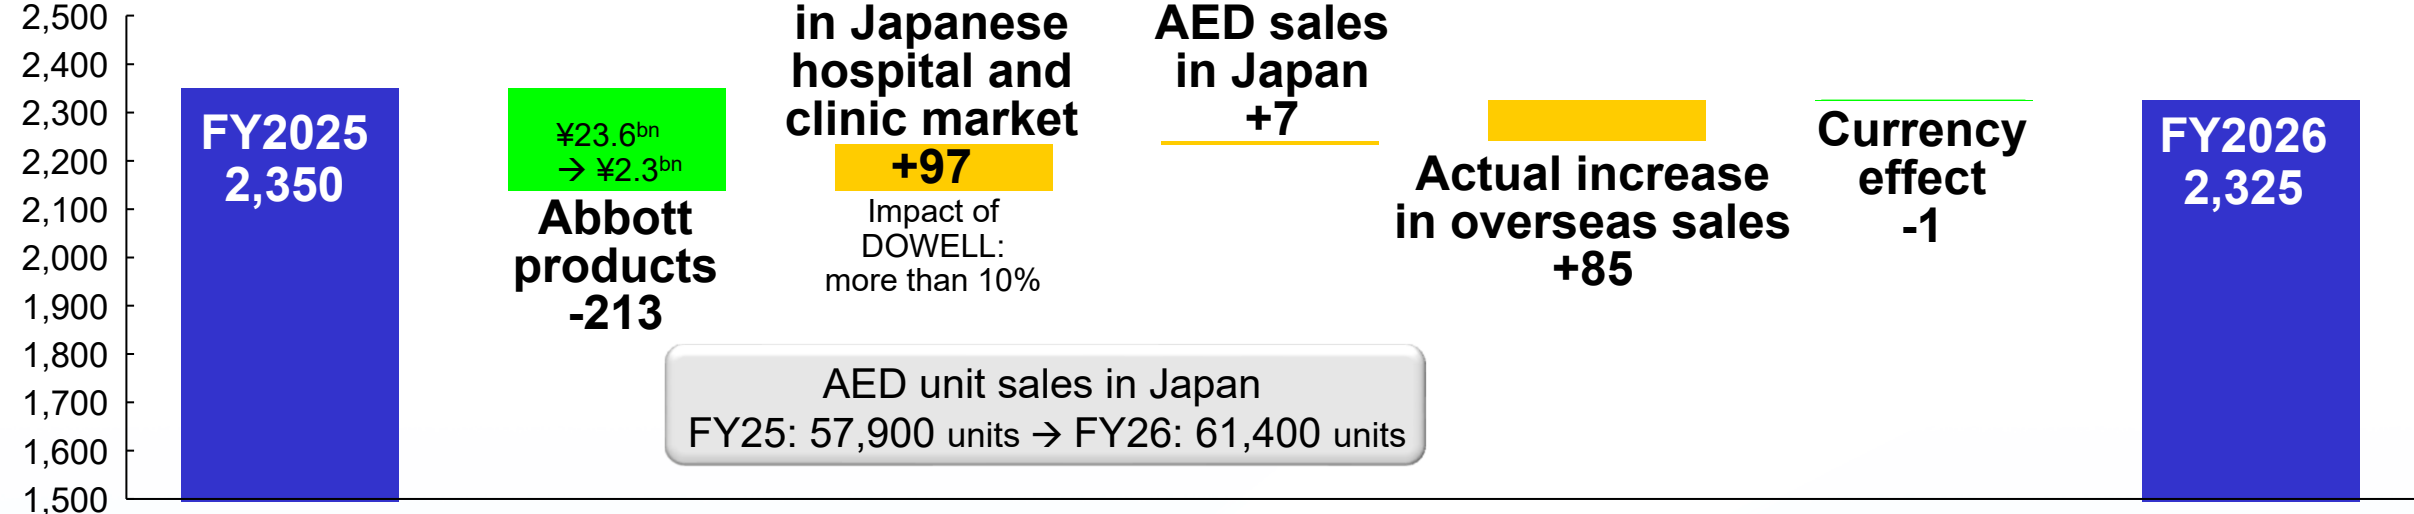 2,500
2,400
2,300
2,200
2,100
2,000
1,900
1,800
1,700
1,600
1,500
FY2025
2,350
¥23.6bn
→ ¥2.3bn
Abbott
products
-213
in Japanese
hospital and
clinic market
+97
Impact of
DOWELL:
more than 10%
AED sales
in Japan
+7
Actual increase
in overseas sales
+85
Currency
effect
-1
FY2026
2,325
AED unit sales in Japan
FY25: 57,900 units → FY26: 61,400 units